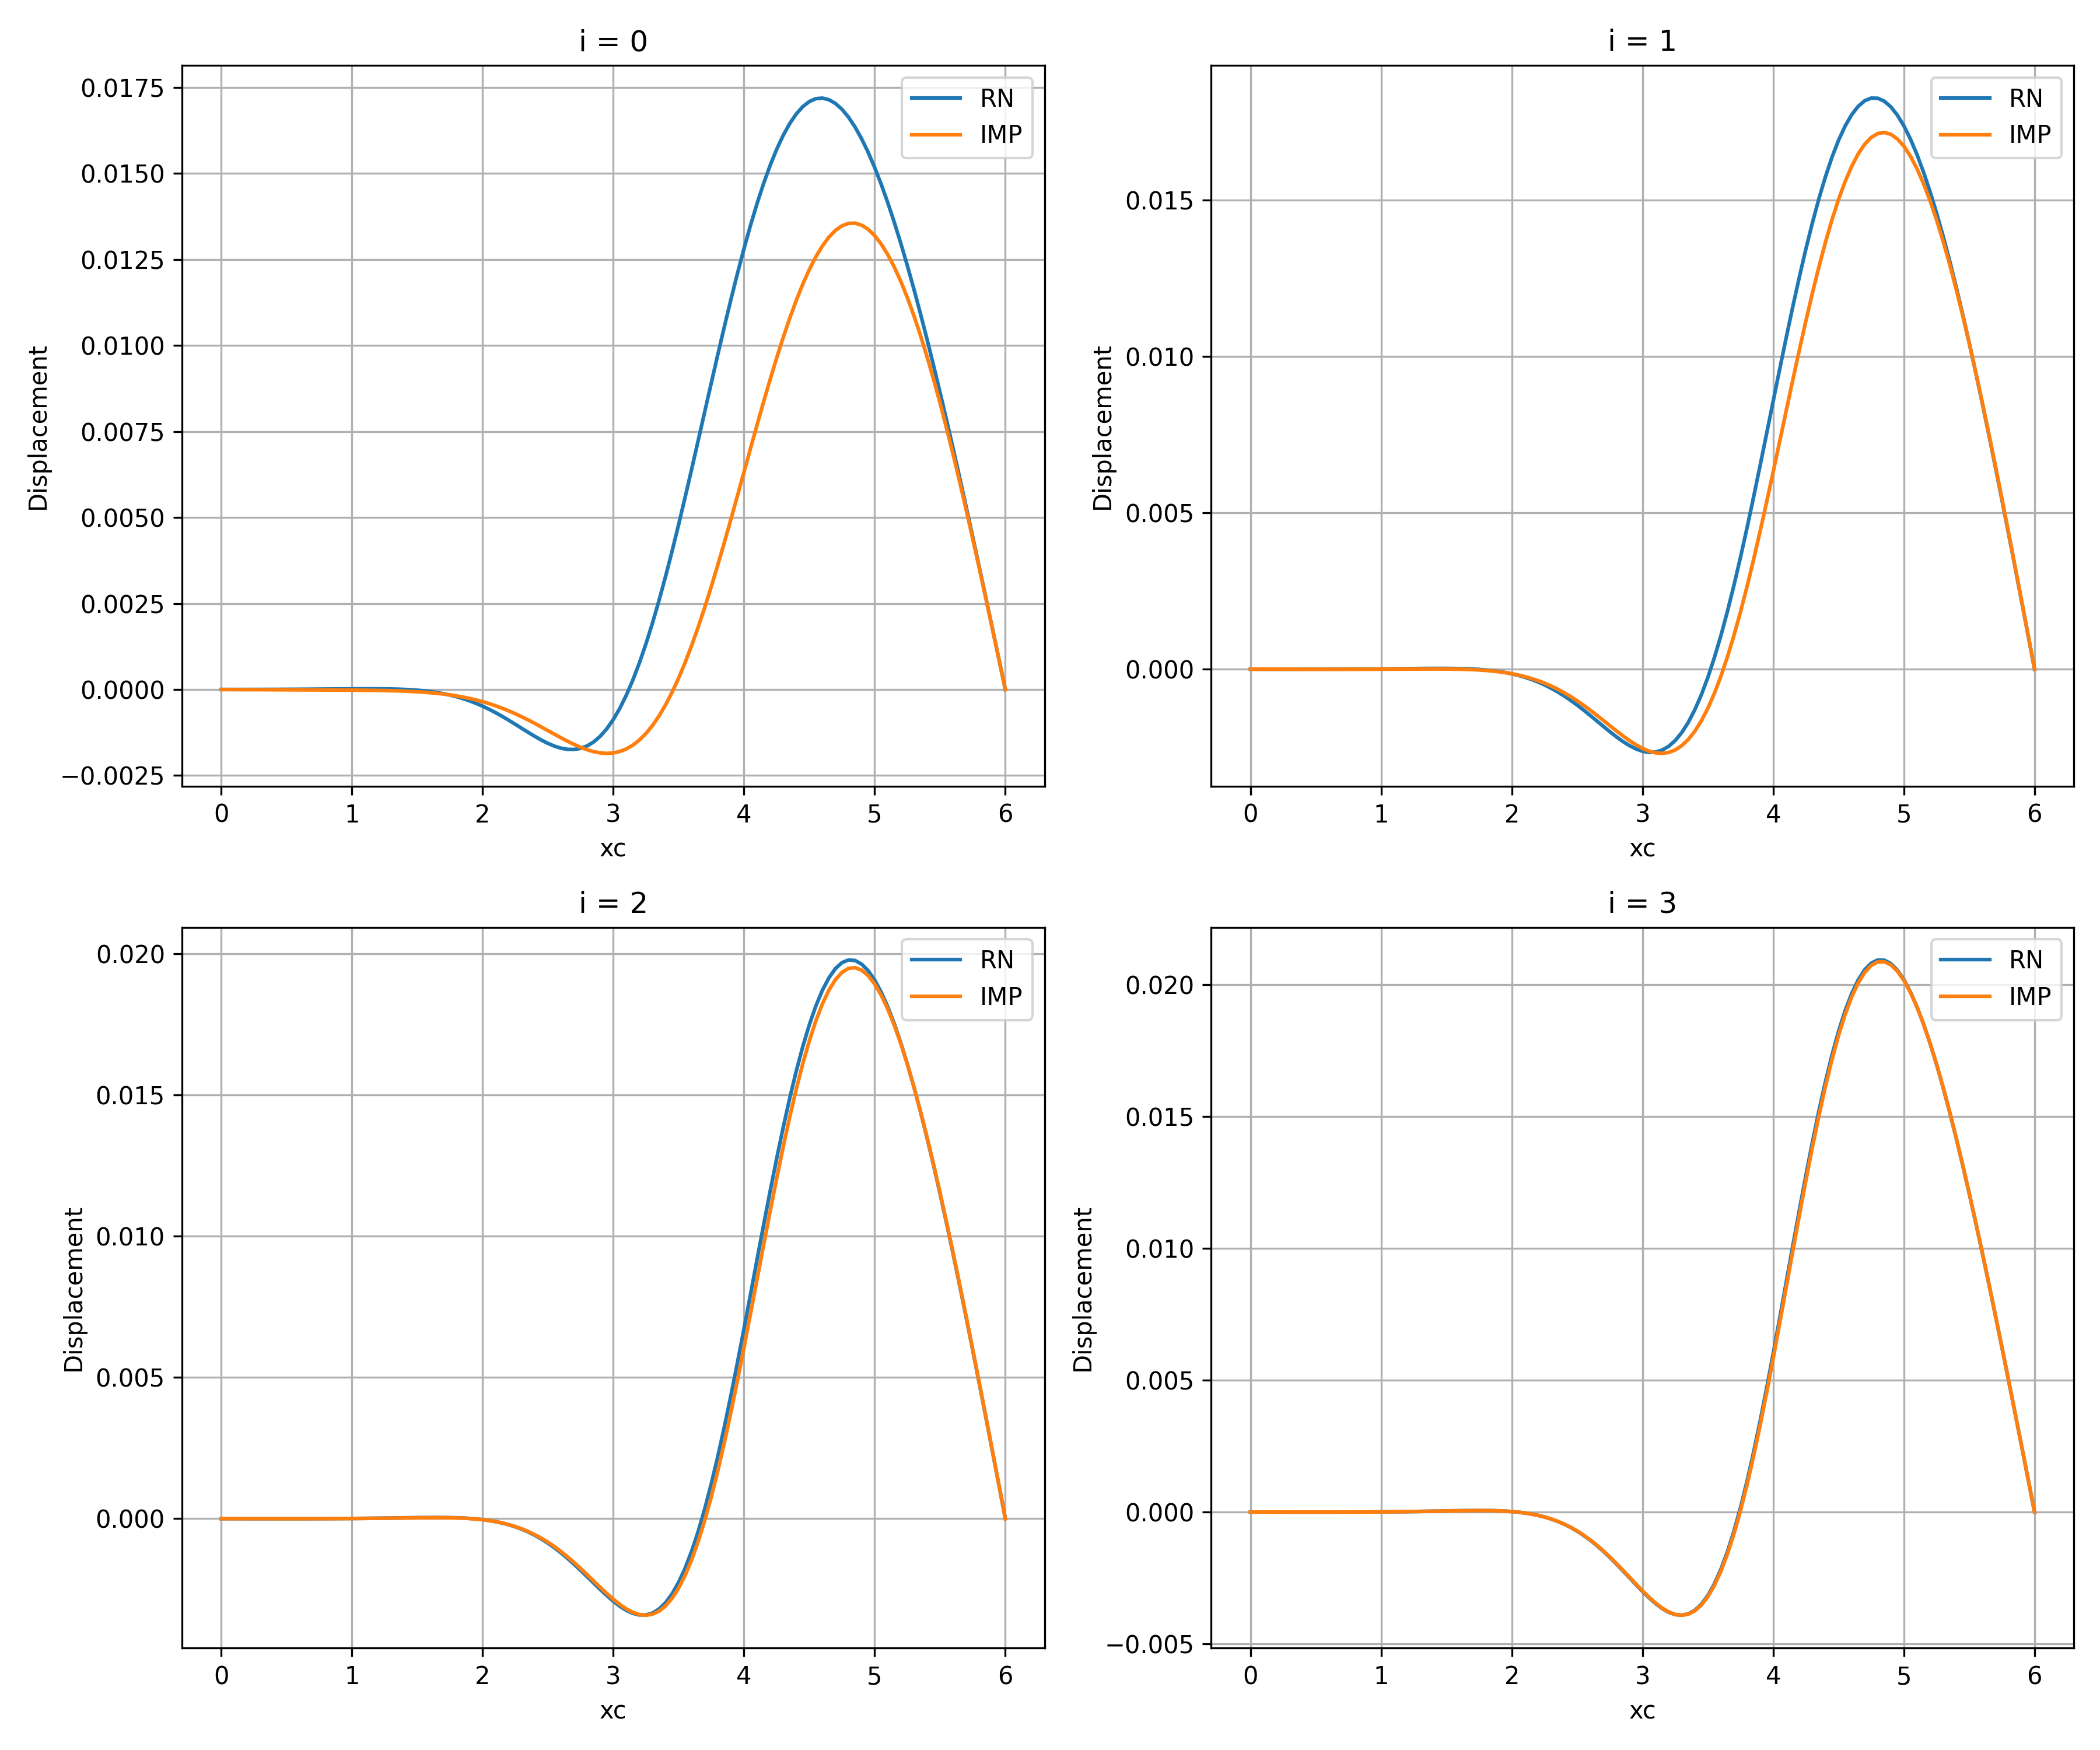 i = 0
0.0175
0.0150
0.0125
0.0100
0.0075
0.0050
0.0025
0.0000
−0.0025
Displacement
0 1 2 3 4 5 6
xc
RN
IMP
i = 1
0.015
0.010
0.005
0.000
Displacement
0 1 2 3 4 5 6
xc
RN
IMP
i = 2
0.020
0.015
0.010
0.005
0.000
Displacement
0 1 2 3 4 5 6
xc
RN
IMP
i = 3
0.020
0.015
0.010
0.005
0.000
−0.005
Displacement
0 1 2 3 4 5 6
xc
RN
IMP